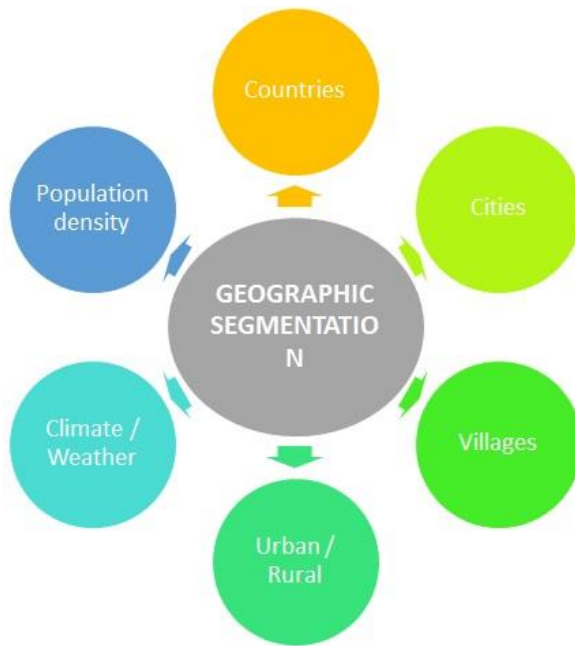 Countries
Cities
Villages
Urban /
Rural
Climate /
Weather
Population
density
GEOGRAPHIC
SEGMENTATIO
N